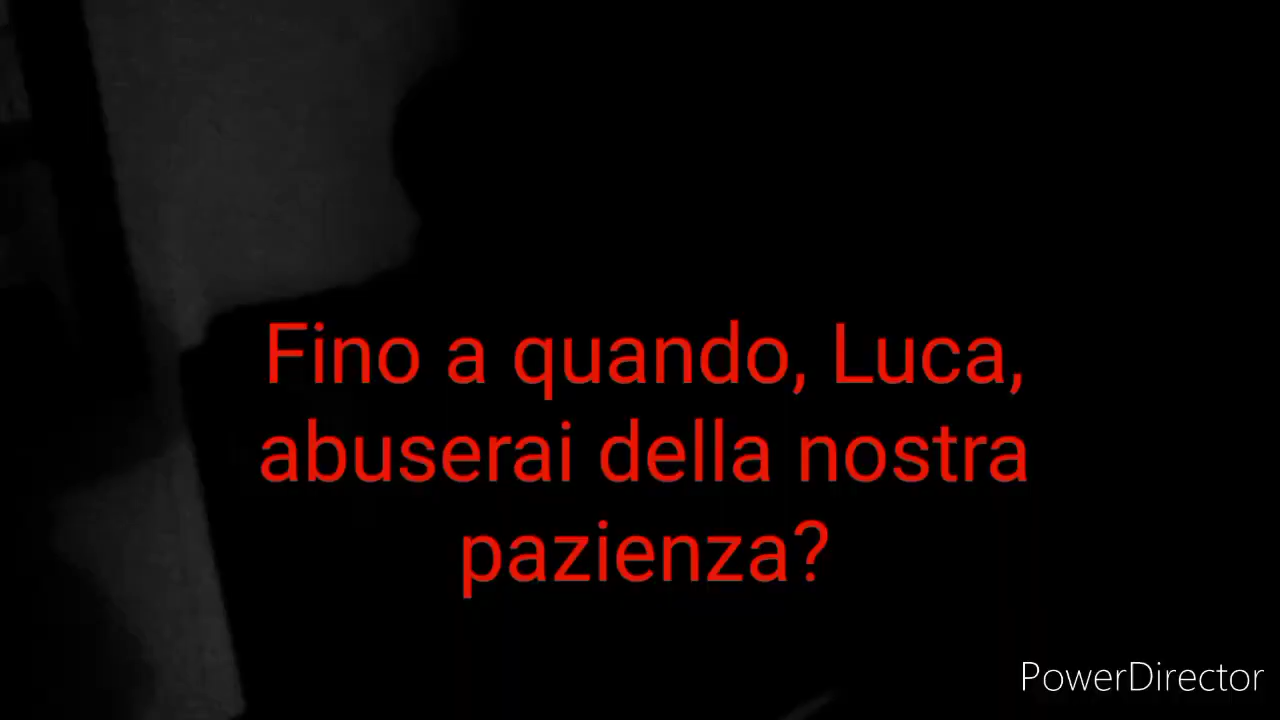 Fino a quando, Luca,
abuserai della nostra
pazienza?
PowerDirector